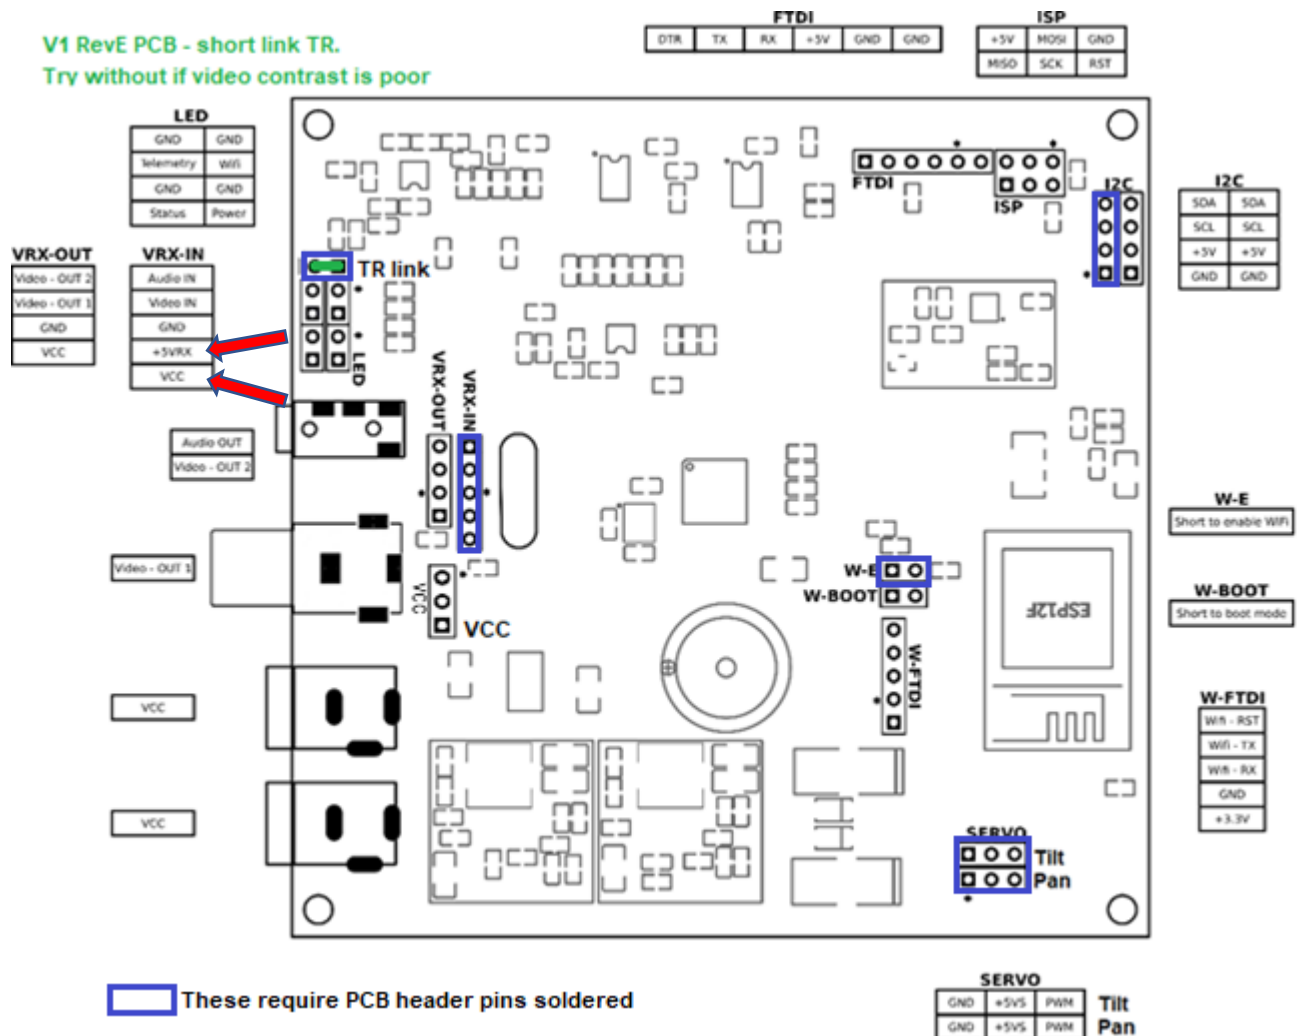 V1 RevE PCB - short link TR.
Try without if video contrast is poor
FTDI
DTR TX RX +5V GND GND
ISP
+5V MOSI GND
MISO SCK RST
LED
GND GND
Telemetry Wifi
GND GND
Status Power
VRX-OUT
Video - OUT 2
Video - OUT 1
GND
VCC
VRX-IN
Audio IN
Video IN
GND
+5VRX
VCC
Audio OUT
Video - OUT 2
Video - OUT 1
VCC
VCC
TR link
LED
VRX-OUT
VRX-IN
VCC
VCC
FTDI
ISP
I2C
I2C
SDA SDA
SCL SCL
+5V +5V
GND GND
W-E
W-BOOT
W-FTDI
ESP12F
W-E
Short to enable WiFi
W-BOOT
Short to boot mode
W-FTDI
Wifi - RST
Wifi - TX
Wifi - RX
GND
+3.3V
SERVO
Tilt
Pan
These require PCB header pins soldered
SERVO
GND +5VS PWM Tilt
GND +5VS PWM Pan